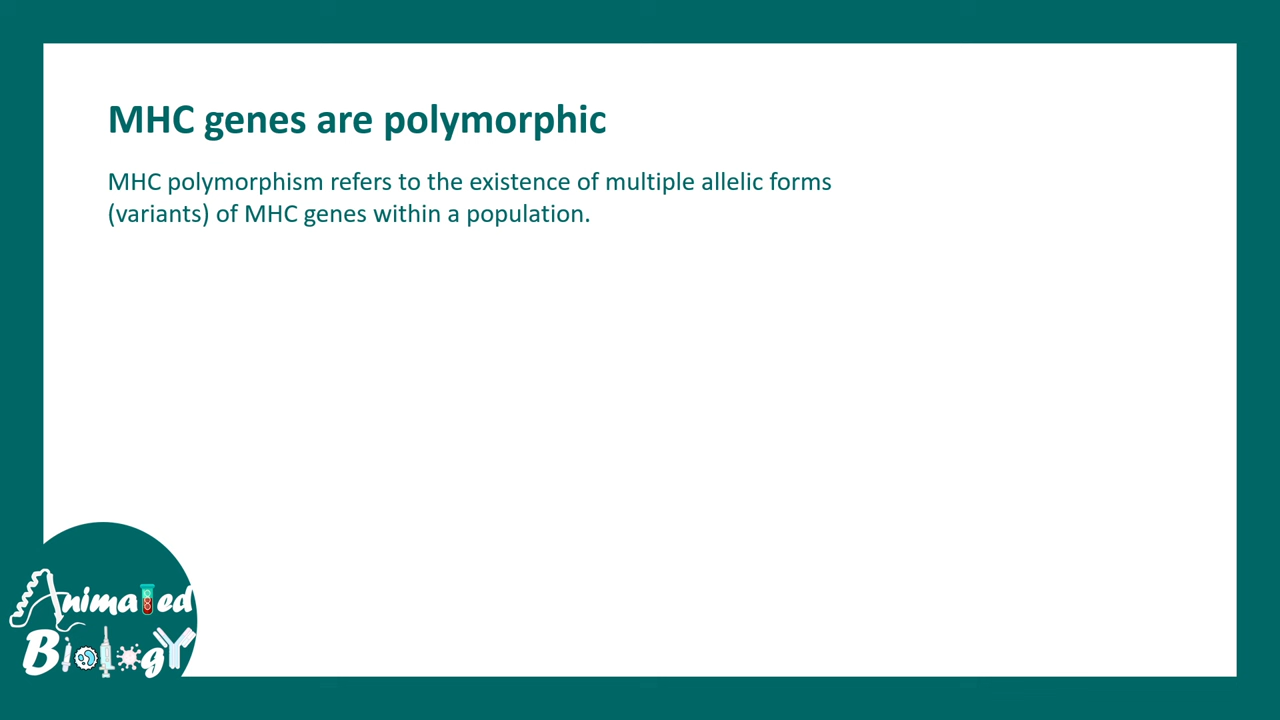 MHC genes are polymorphic
MHC polymorphism refers to the existence of multiple allelic forms
(variants) of MHC genes within a population.
Animated
Biology